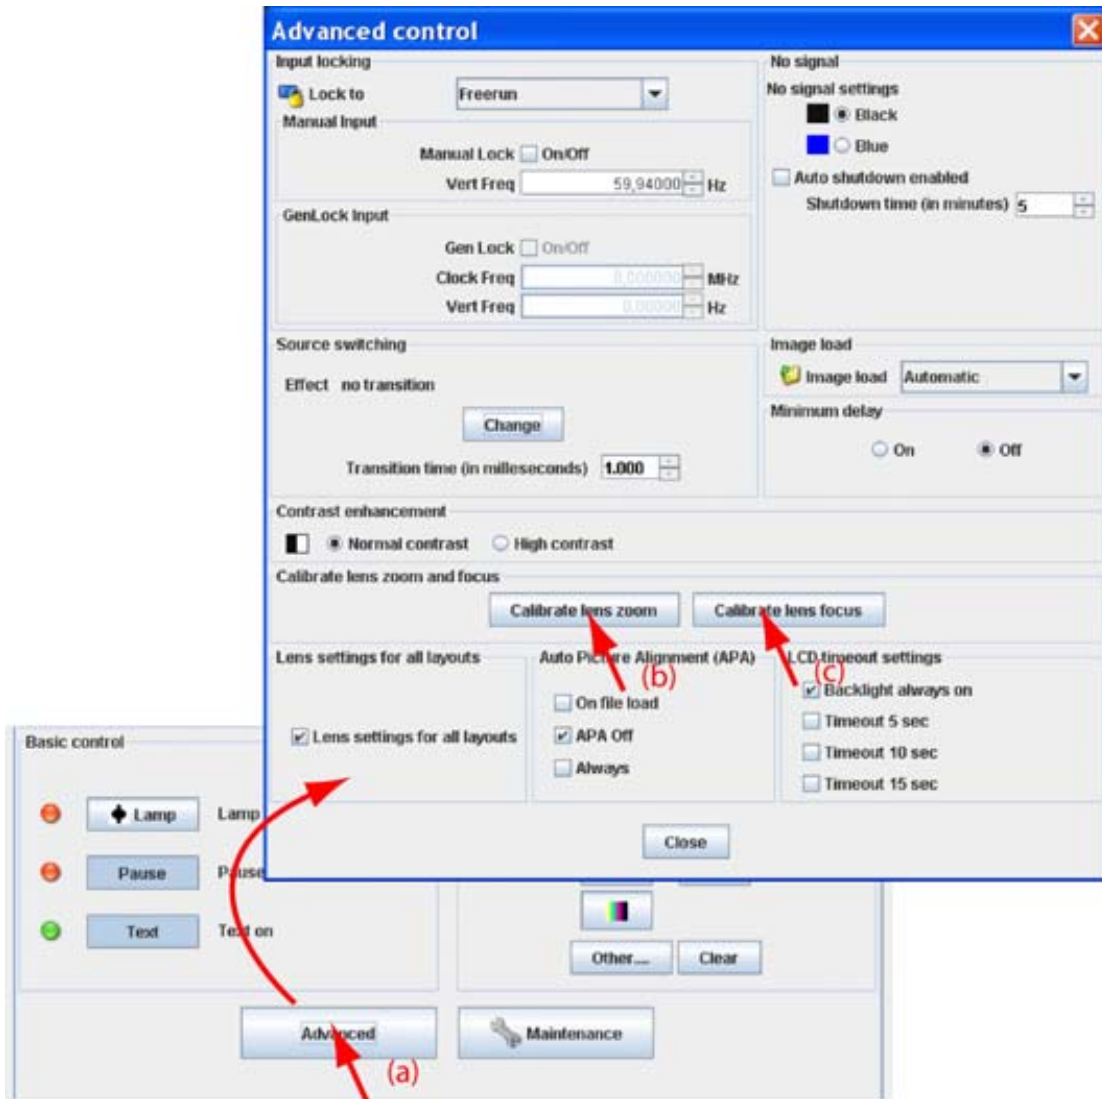 Advanced control
Input locking
Lock to Freerun
Manual Input
Manual Lock On/Off
Vert Freq 59,94000 Hz
GenLock Input
Gen Lock On/Off
Clock Freq 0,000000 MHz
Vert Freq 0,00000 Hz
No signal
No signal settings
Black
Blue
Auto shutdown enabled
Shutdown time (in minutes) 5
Source switching
Effect no transition
Change
Transition time (in milleseconds) 1.000
Image load
Image load Automatic
Minimum delay
On Off
Contrast enhancement
Normal contrast High contrast
Calibrate lens zoom and focus
Calibrate lens zoom Calibrate lens focus
(b) (c)
Lens settings for all layouts
Lens settings for all layouts
Auto Picture Alignment (APA)
On file load
APA Off
Always
LCD timeout settings
Backlight always on
Timeout 5 sec
Timeout 10 sec
Timeout 15 sec
Close
Basic control
Lamp Lamp
Pause Pause
Text Text on
Other.... Clear
Advanced Maintenance
(a)